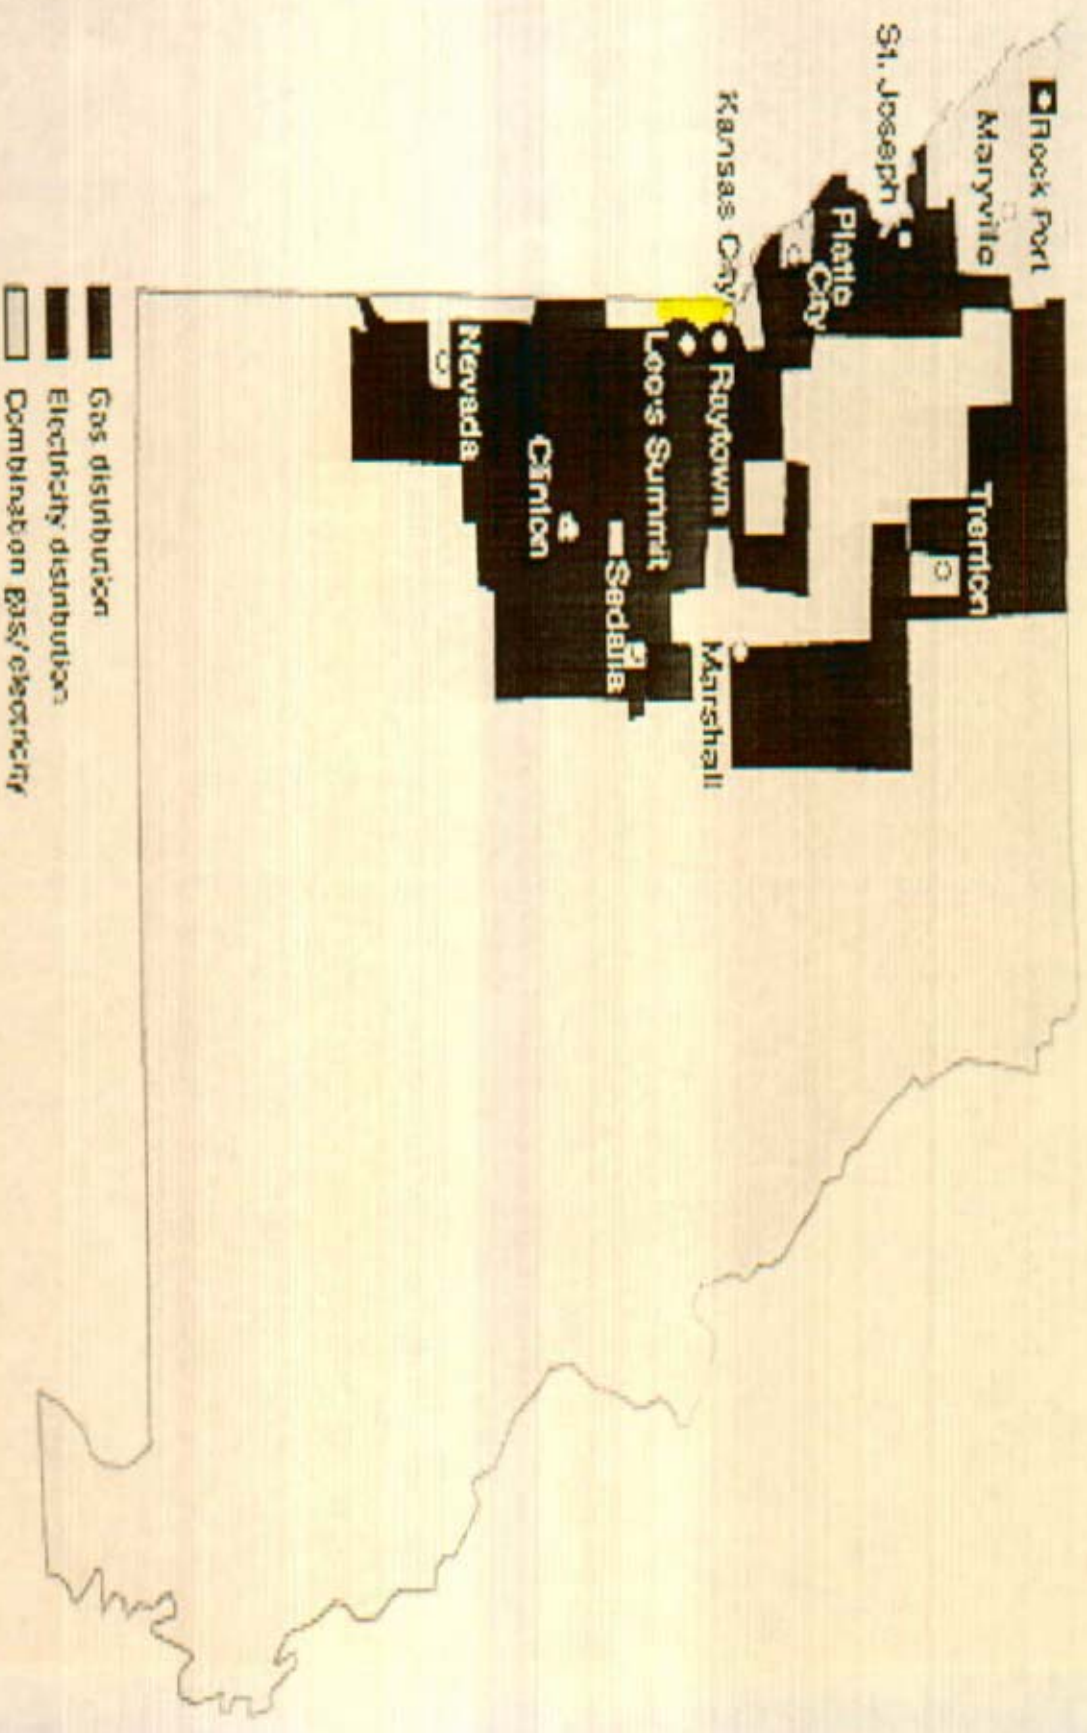 Rock Port
Maryville
St. Joseph
Platte
City
Kansas City
Trenton
Raytown
Lee's Summit
Marshall
Sedalia
Clinton
Nevada
Gas distribution
Electricity distribution
Combination gas/electricity